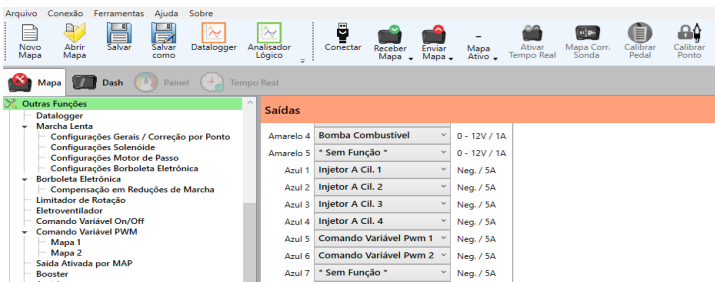 Arquivo Conexão Ferramentas Ajuda Sobre
Novo Mapa
Abrir Mapa
Salvar
Salvar como
Datalogger
Analisador Lógico
Conectar
Receber Mapa
Enviar Mapa
Mapa Ativo
Ativar Tempo Real
Mapa Corr. Sonda
Calibrar Pedal
Calibrar Ponto
Mapa Dash Painel Tempo Real
Outras Funções
Datalogger
Marcha Lenta
Configurações Gerais / Correção por Ponto
Configurações Solenóide
Configurações Motor de Passo
Configurações Borboleta Eletrônica
Borboleta Eletrônica
Compensação em Reduções de Marcha
Limitador de Rotação
Eletroventilador
Comando Variável On/Off
Comando Variável PWM
Mapa 1
Mapa 2
Saída Ativada por MAP
Booster
Saídas
Amarelo 4 Bomba Combustível 0 - 12V / 1A
Amarelo 5 * Sem Função * 0 - 12V / 1A
Azul 1 Injetor A Cil. 1 Neg. / 5A
Azul 2 Injetor A Cil. 2 Neg. / 5A
Azul 3 Injetor A Cil. 3 Neg. / 5A
Azul 4 Injetor A Cil. 4 Neg. / 5A
Azul 5 Comando Variável Pwm 1 Neg. / 5A
Azul 6 Comando Variável Pwm 2 Neg. / 5A
Azul 7 * Sem Função * Neg. / 5A